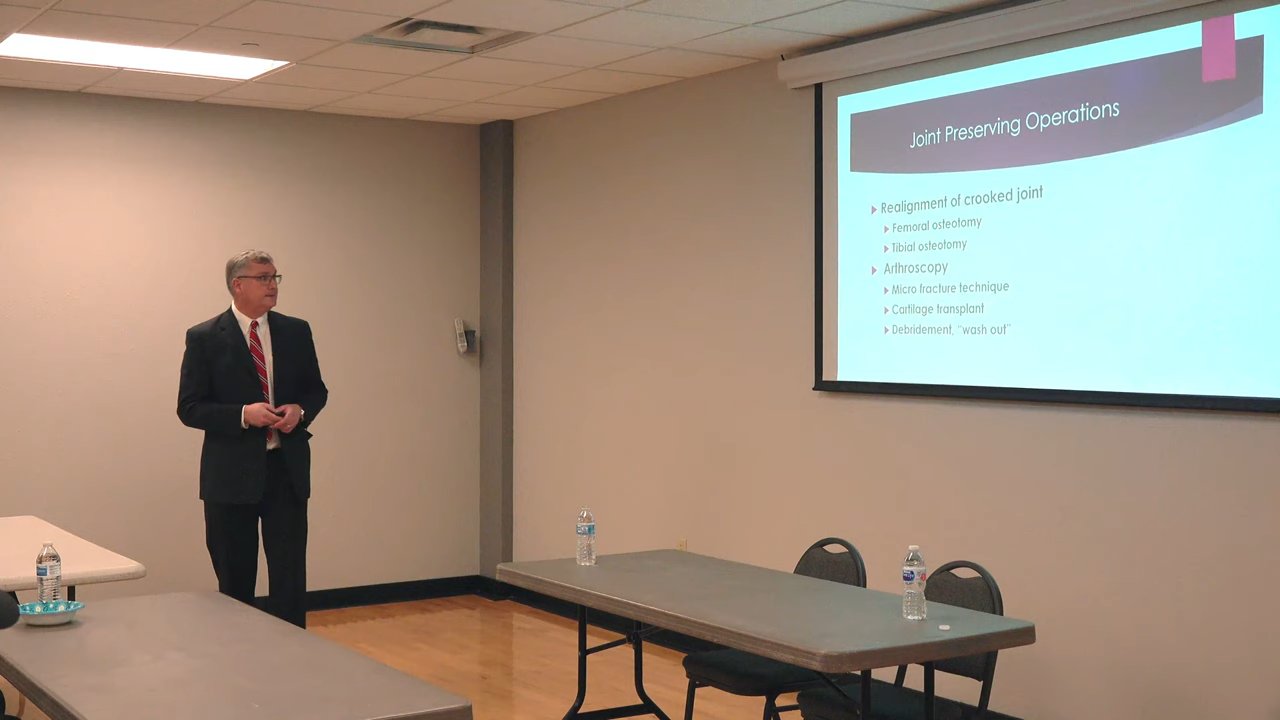 Joint Preserving Operations
Realignment of crooked joint
Femoral osteotomy
Tibial osteotomy
Arthroscopy
Micro fracture technique
Cartilage transplant
Debridement, "wash out"